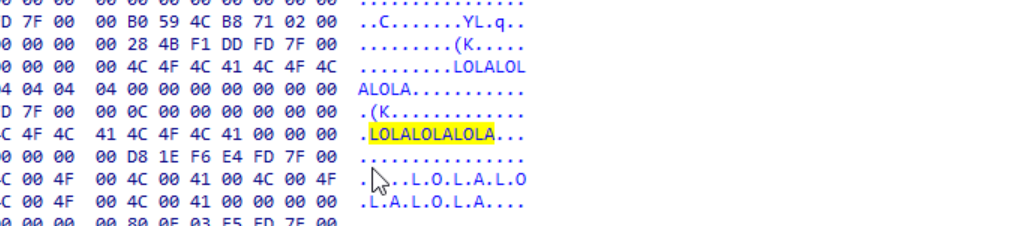 D 7F 00 00 B0 59 4C B8 71 02 00 ..C.......YL.q..
00 00 00 00 28 4B F1 DD FD 7F 00 .........(K.....
00 00 00 00 4C 4F 4C 41 4C 4F 4C .........LOLALOL
04 04 04 04 00 00 00 00 00 00 00 ALOLA...........
D 7F 00 00 0C 00 00 00 00 00 00 .(K.............
C 4F 4C 41 4C 4F 4C 41 00 00 00 .LOLALOLALOLA...
0 00 00 00 D8 1E F6 E4 FD 7F 00 ................
C 00 4F 00 4C 00 41 00 4C 00 4F L.O.L.A.L.O
C 00 4F 00 4C 00 41 00 00 00 00 .L.A.L.O.L.A....